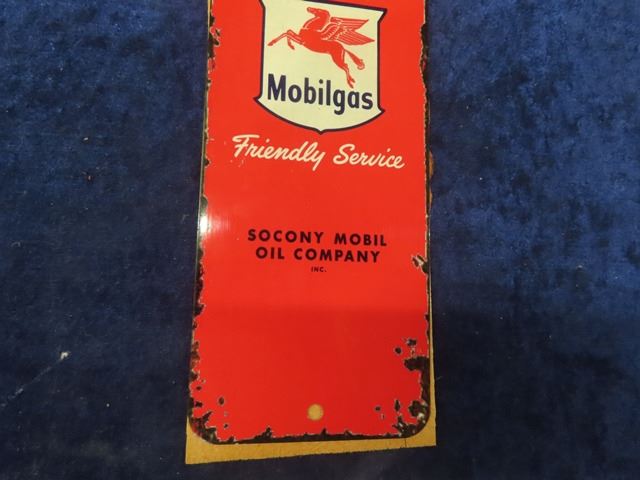 Mobilgas
Friendly Service
SOCONY MOBIL
OIL COMPANY
INC.